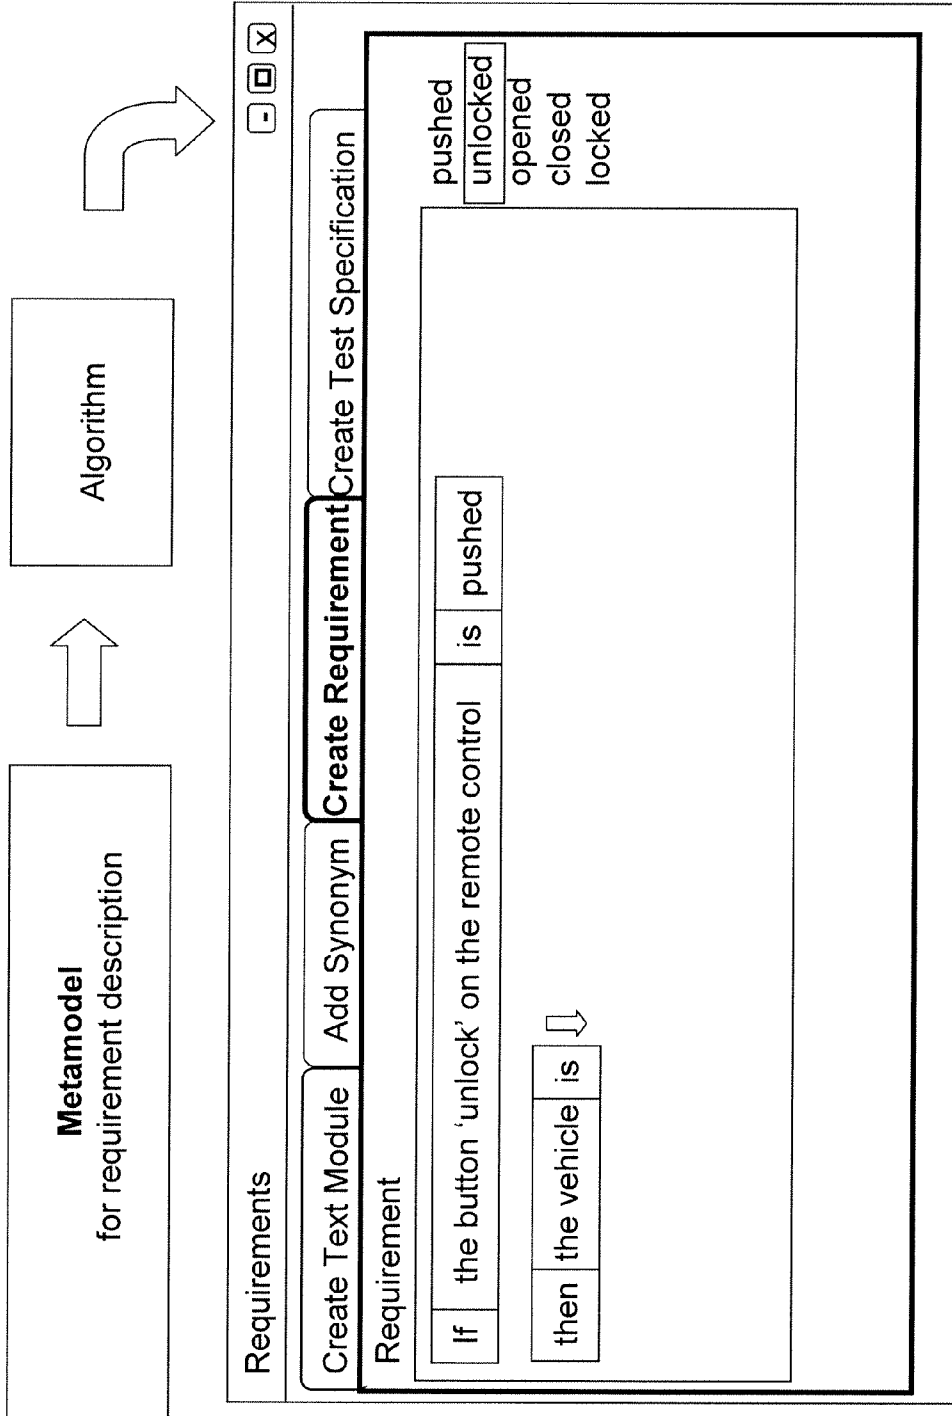 Metamodel
for requirement description
Algorithm
Requirements
- X
Create Text Module Add Synonym Create Requirement Create Test Specification
Requirement
If the button 'unlock' on the remote control is pushed
then the vehicle is
pushed
unlocked
opened
closed
locked